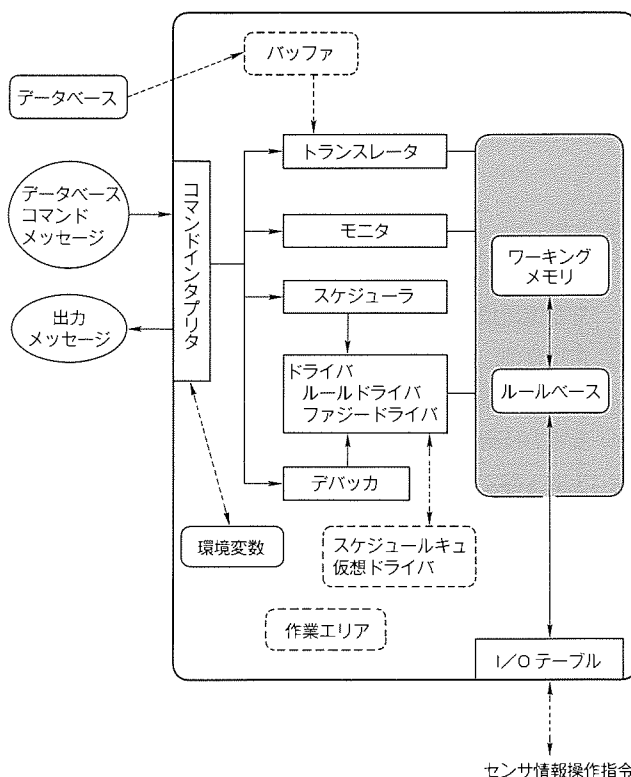 バッファ
データベース
トランスレータ
データベース
コマンド
メッセージ
コマンドインタプリタ
モニタ
ワーキング
メモリ
スケジューラ
出力
メッセージ
ドライバ
ルールドライバ
ファジードライバ
ルールベース
デバッカ
環境変数
スケジュールキュ
仮想ドライバ
作業エリア
I/Oテーブル
センサ情報操作指令